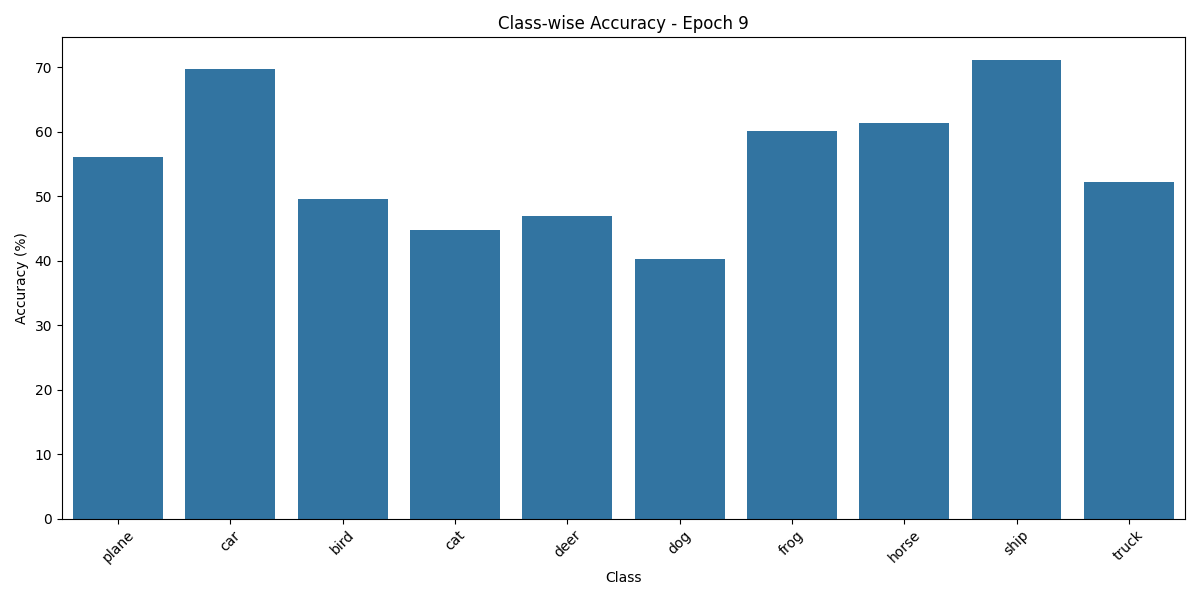 Class-wise Accuracy - Epoch 9
Accuracy (%)
70
60
50
40
30
20
10
0
plane car bird cat deer dog frog horse ship truck
Class